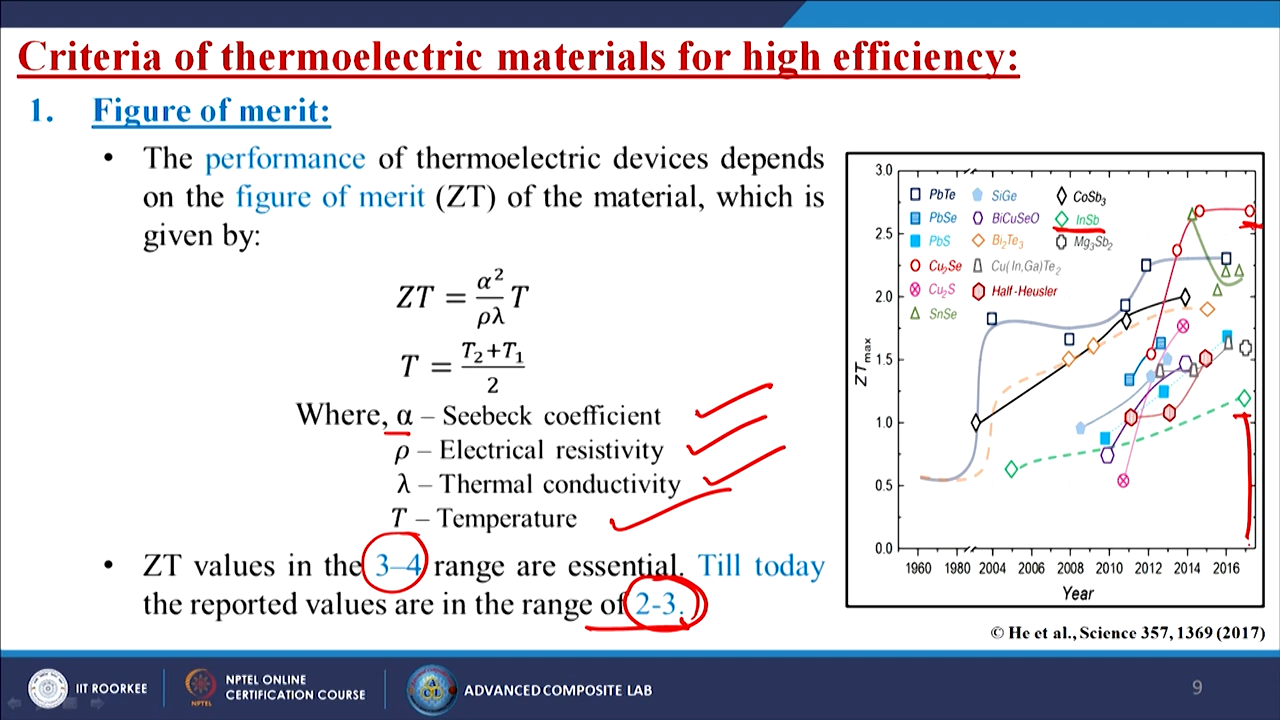 Criteria of thermoelectric materials for high efficiency:
1. Figure of merit:
• The performance of thermoelectric devices depends
on the figure of merit (ZT) of the material, which is
given by:
ZT = α²/ρλ T
T = T₂+T₁/2
Where, α – Seebeck coefficient
ρ – Electrical resistivity
λ – Thermal conductivity
T – Temperature
• ZT values in the 3–4 range are essential. Till today
the reported values are in the range of 2-3.
3.0
2.5
2.0
1.5
1.0
0.5
0.0
ZTmax
PbTe
PbSe
PbS
Cu₂Se
Cu₂S
SnSe
SiGe
BiCuSeO
Bi₂Te₃
Cu(In,Ga)Te₂
Half-Heusler
CoSb₃
InSb
Mg₃Sb₂
1960 1980 2004 2006 2008 2010 2012 2014 2016
Year
© He et al., Science 357, 1369 (2017)
IIT ROORKEE
NPTEL
NPTEL ONLINE
CERTIFICATION COURSE
ACL
ADVANCED COMPOSITE LAB
9